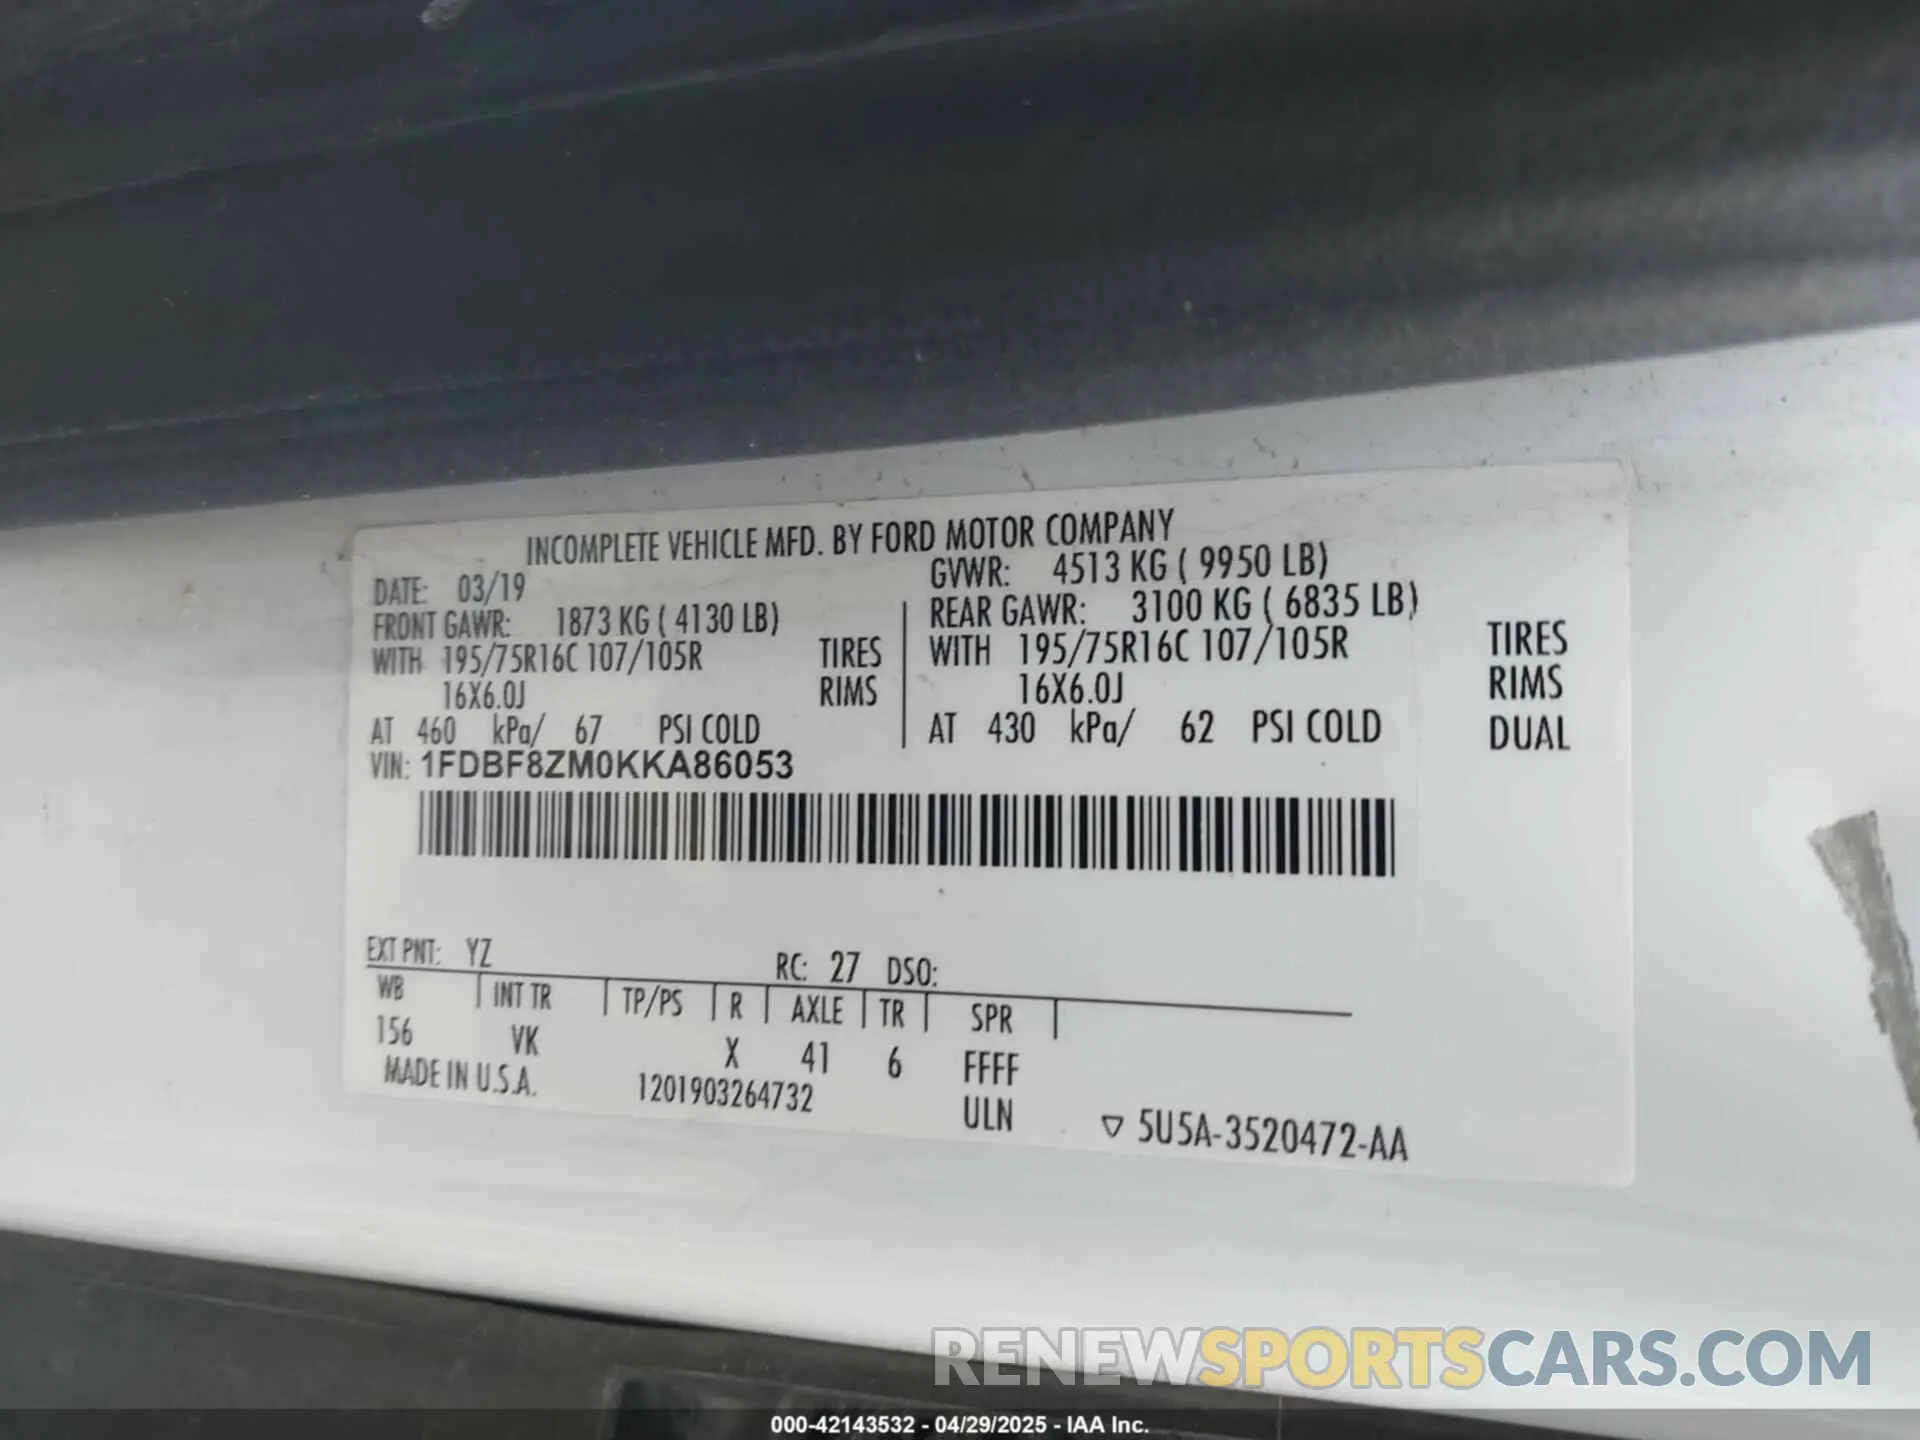 INCOMPLETE VEHICLE MFD. BY FORD MOTOR COMPANY
DATE: 03/19 GVWR: 4513 KG ( 9950 LB)
FRONT GAWR: 1873 KG ( 4130 LB) REAR GAWR: 3100 KG ( 6835 LB)
WITH 195/75R16C 107/105R TIRES WITH 195/75R16C 107/105R TIRES
16X6.0J RIMS 16X6.0J RIMS
AT 460 kPa/ 67 PSI COLD AT 430 kPa/ 62 PSI COLD DUAL
VIN: 1FDBF8ZM0KKA86053
EXT PNT: YZ RC: 27 DSO:
WB INT TR TP/PS R AXLE TR SPR
156 VK X 41 6 FFFF
MADE IN U.S.A. 1201903264732 ULN ▽ 5U5A-3520472-AA
RENEWSPORTSCARS.COM
000-42143532 - 04/29/2025 - IAA Inc.